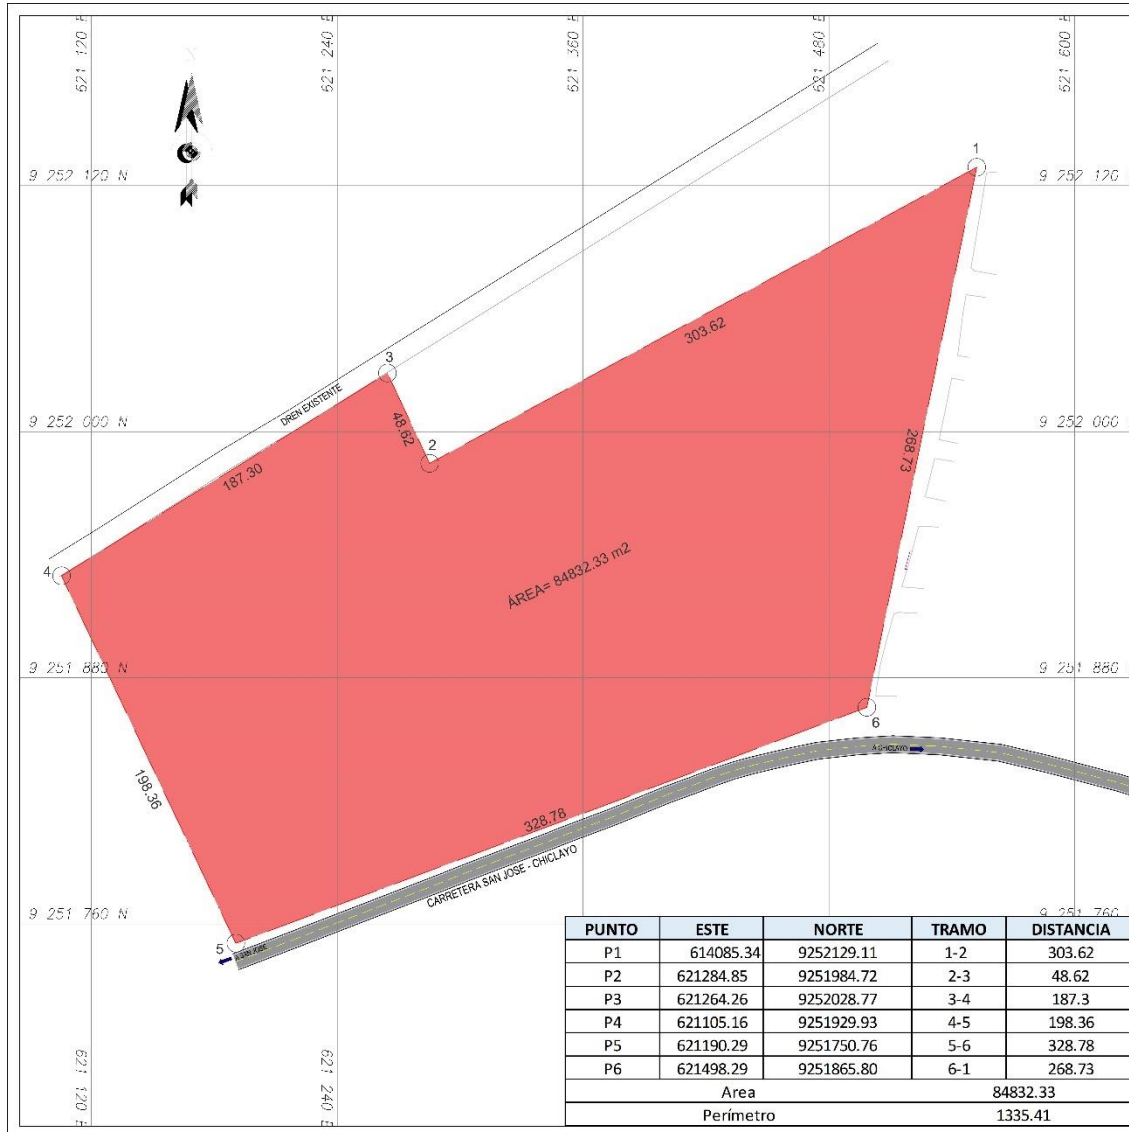 621 120 E
621 240 E
621 360 E
621 480 E
621 600 E
N
1
9 252 120 N
9 252 120
303.62
3
DREN EXISTENTE
48.62
2
9 252 000 N
9 252 000
268.73
187.30
4
ÁREA= 84832.33 m2
9 251 880 N
9 251 880
6
A CHICLAYO
198.36
328.78
CARRETERA SAN JOSE - CHICLAYO
9 251 760 N
9 251 760
5
A SAN JOSE
PUNTO ESTE NORTE TRAMO DISTANCIA
P1 614085.34 9252129.11 1-2 303.62
P2 621284.85 9251984.72 2-3 48.62
P3 621264.26 9252028.77 3-4 187.3
P4 621105.16 9251929.93 4-5 198.36
P5 621190.29 9251750.76 5-6 328.78
P6 621498.29 9251865.80 6-1 268.73
Area 84832.33
Perímetro 1335.41
621 120 E
621 240 E